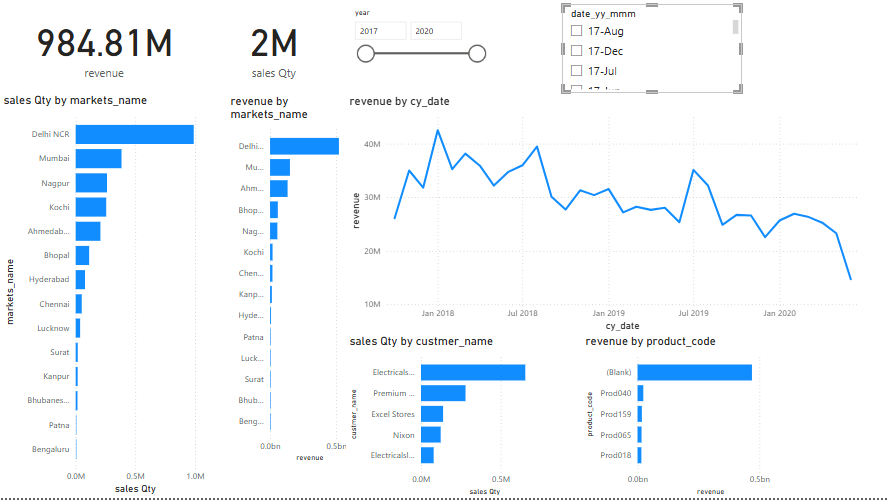 984.81M
revenue
2M
sales Qty
year
2017
2020
date_yy_mmm
17-Aug
17-Dec
17-Jul
sales Qty by markets_name
markets_name
Delhi NCR
Mumbai
Nagpur
Kochi
Ahmedab...
Bhopal
Hyderabad
Chennai
Lucknow
Surat
Kanpur
Bhubanes...
Patna
Bengaluru
0.0M
0.5M
1.0M
sales Qty
revenue by
markets_name
Delhi...
Mu...
Ahm...
Bhop...
Nag...
Kochi
Chen...
Kanp...
Hyde...
Patna
Luck...
Surat
Bhub...
Beng...
0.0bn
0.5bn
revenue
revenue by cy_date
revenue
40M
30M
20M
10M
Jan 2018
Jul 2018
Jan 2019
Jul 2019
Jan 2020
cy_date
sales Qty by custmer_name
custmer_name
Electricals...
Premium ...
Excel Stores
Nixon
Electricalsl...
0.0M
0.5M
sales Qty
revenue by product_code
product_code
(Blank)
Prod040
Prod159
Prod065
Prod018
0.0bn
0.5bn
revenue